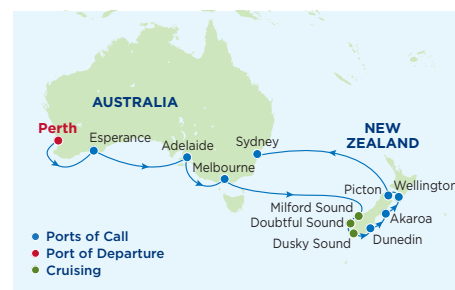 AUSTRALIA
Perth
Esperance
Adelaide
Sydney
Melbourne
NEW
ZEALAND
Picton
Wellington
Milford Sound
Doubtful Sound
Akaroa
Dusky Sound
Dunedin
Ports of Call
Port of Departure
Cruising